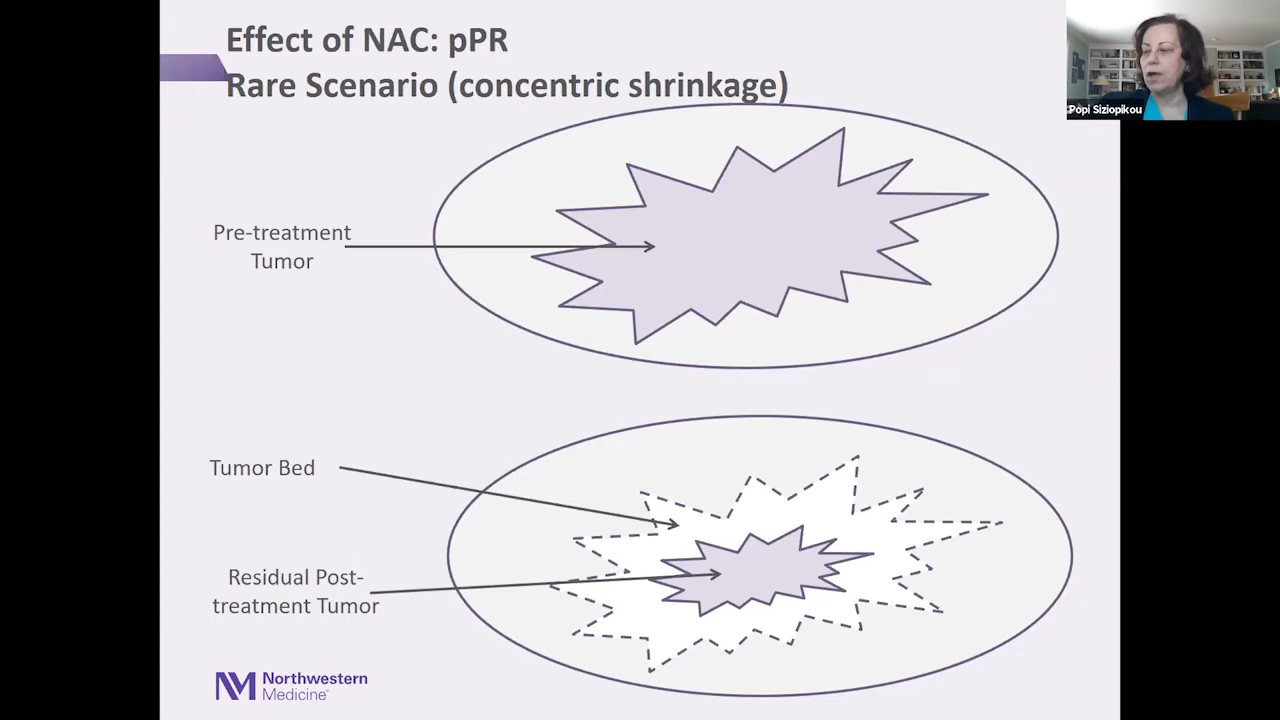 Effect of NAC: pPR
Rare Scenario (concentric shrinkage)
Popi Siziopikou
Pre-treatment
Tumor
Tumor Bed
Residual Post-
treatment Tumor
NM Northwestern
Medicine®